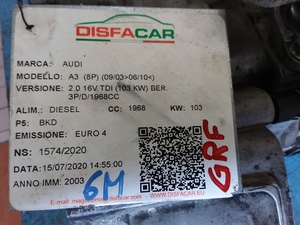 DISFACAR
MARCA: AUDI
MODELLO: A3 (8P) (09/03>06/10<)
VERSIONE: 2.0 16V TDI (103 KW) BER.
3P/D/1968CC
ALIM.: DIESEL CC: 1968 KW: 103
P5: BKD
EMISSIONE: EURO 4
NS: 1574/2020
DATA:15/07/2020 14:55:00
ANNO IMM: 2003
6M
GRF
WWW.DISFACAR.EU